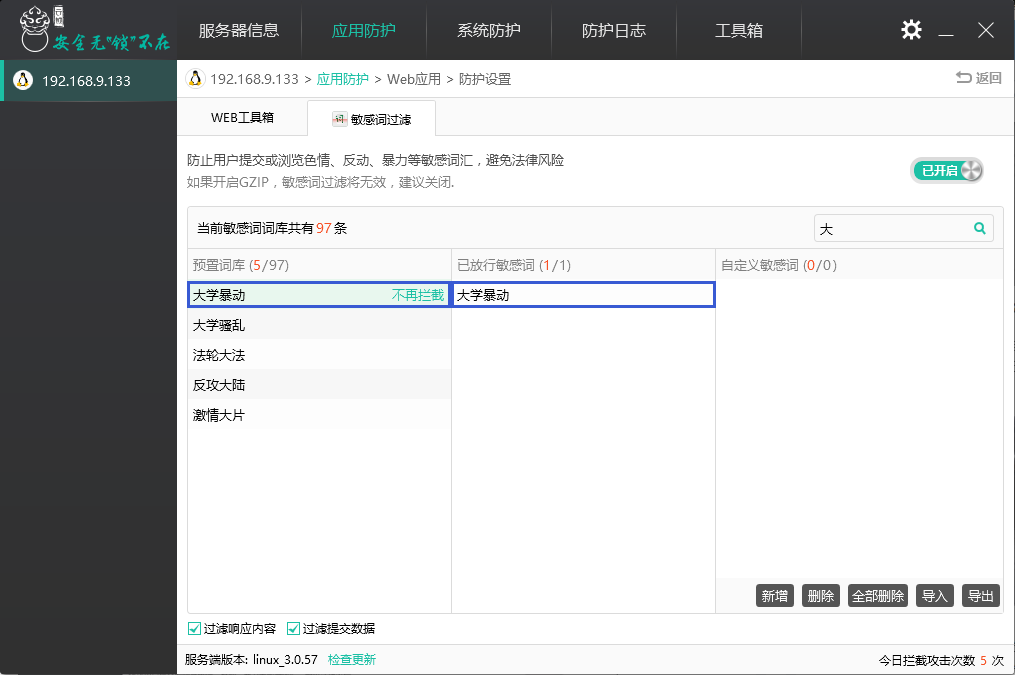 安全无"锁"不在
服务器信息 应用防护 系统防护 防护日志 工具箱
192.168.9.133
192.168.9.133 > 应用防护 > Web应用 > 防护设置 返回
WEB工具箱 敏感词过滤
防止用户提交或浏览色情、反动、暴力等敏感词汇，避免法律风险
如果开启GZIP，敏感词过滤将无效，建议关闭.
已开启
当前敏感词词库共有 97 条 大
预置词库 (5/97) 已放行敏感词 (1/1) 自定义敏感词 (0/0)
大学暴动 不再拦截 大学暴动
大学骚乱
法轮大法
反攻大陆
激情大片
新增 删除 全部删除 导入 导出
过滤响应内容 过滤提交数据
服务端版本: linux_3.0.57 检查更新 今日拦截攻击次数 5 次